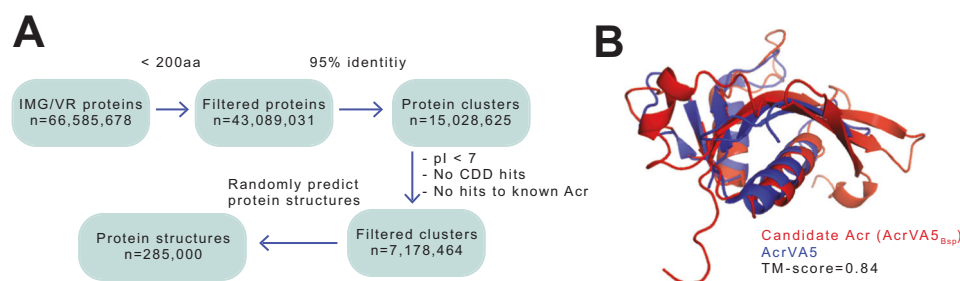 A
< 200aa
95% identitiy
IMG/VR proteins
n=66,585,678
Filtered proteins
n=43,089,031
Protein clusters
n=15,028,625
- pI < 7
- No CDD hits
- No hits to known Acr
Randomly predict
protein structures
Protein structures
n=285,000
Filtered clusters
n=7,178,464
B
Candidate Acr (AcrVA5Bsp)
AcrVA5
TM-score=0.84